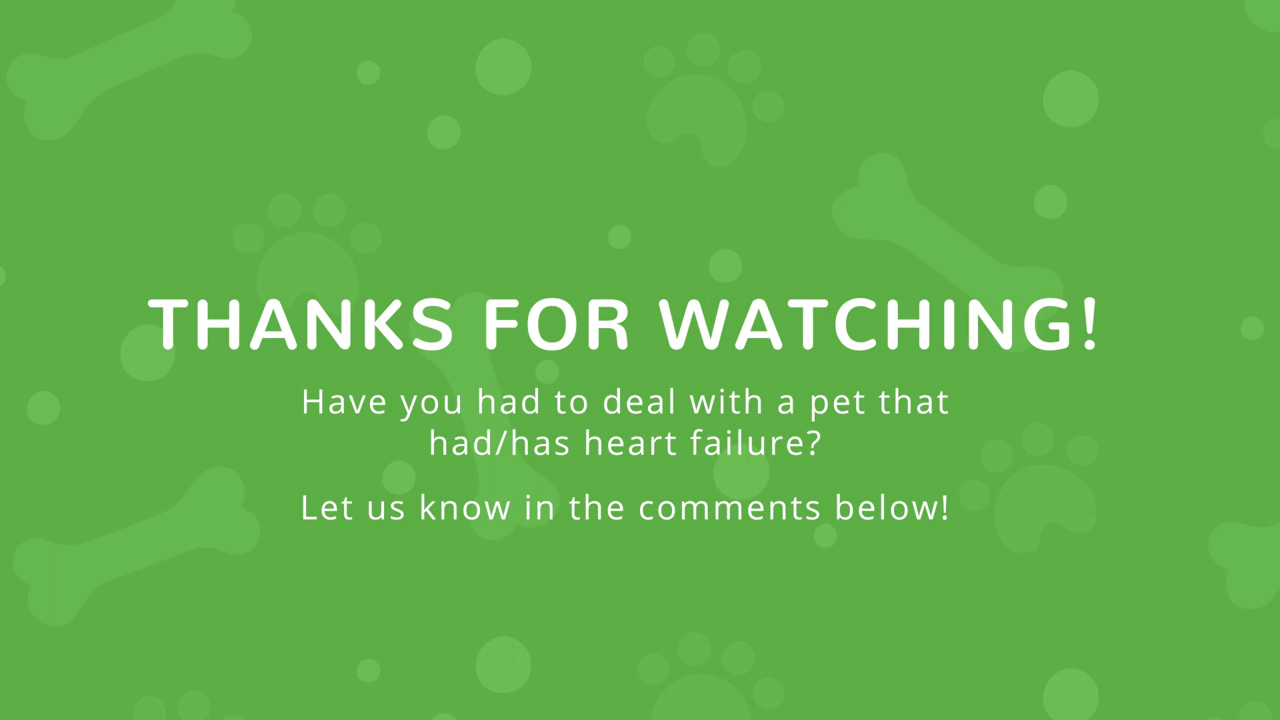 THANKS FOR WATCHING!
Have you had to deal with a pet that
had/has heart failure?
Let us know in the comments below!